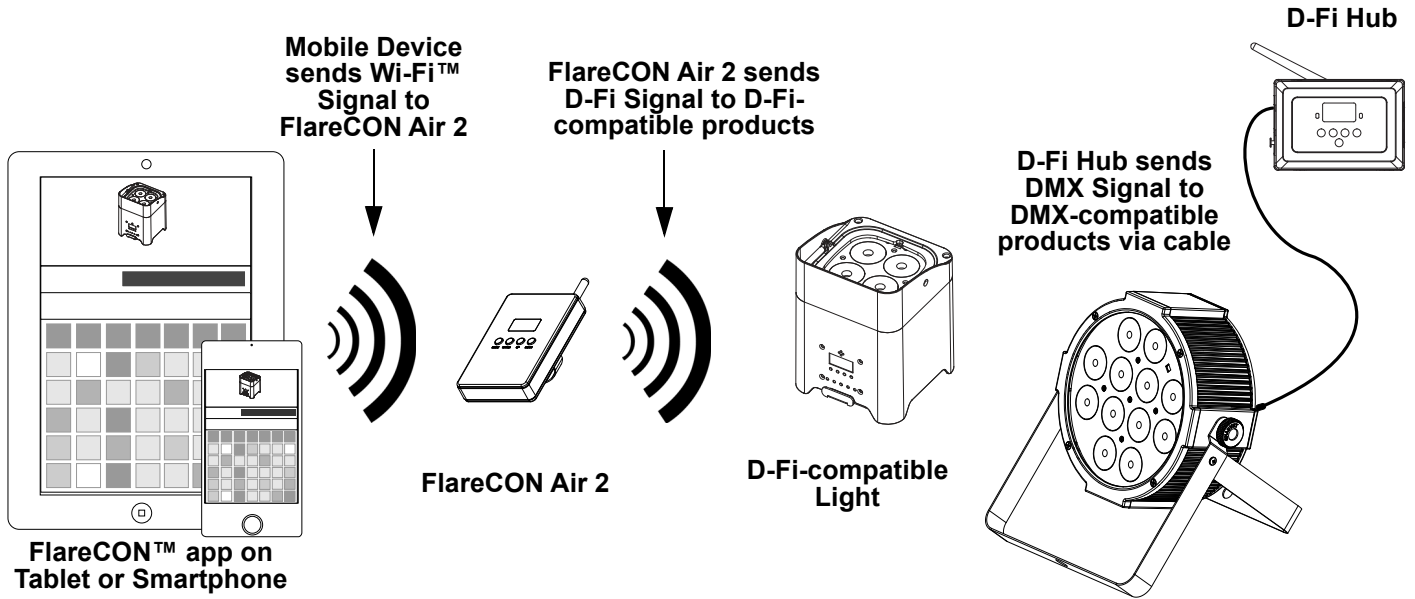 D-Fi Hub
Mobile Device
sends Wi-Fi™
Signal to
FlareCON Air 2
FlareCON Air 2 sends
D-Fi Signal to D-Fi-
compatible products
D-Fi Hub sends
DMX Signal to
DMX-compatible
products via cable
FlareCON Air 2
D-Fi-compatible
Light
FlareCON™ app on
Tablet or Smartphone